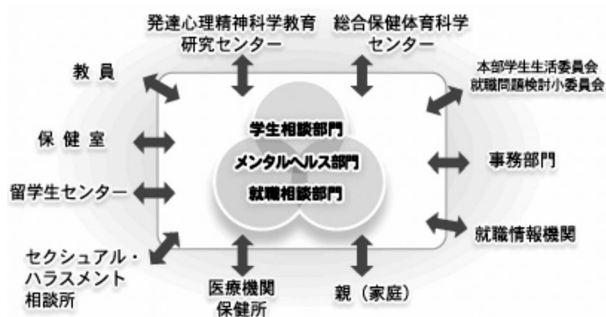 発達心理精神科学教育
研究センター
総合保健体育科学
センター
教 員
本部学生生活委員会
就職問題検討小委員会
学生相談部門
保 健 室
メンタルヘルス部門
事務部門
留学生センター
就職相談部門
就職情報機関
セクシュアル・
ハラスメント
相談所
医療機関
保健所
親（家庭）